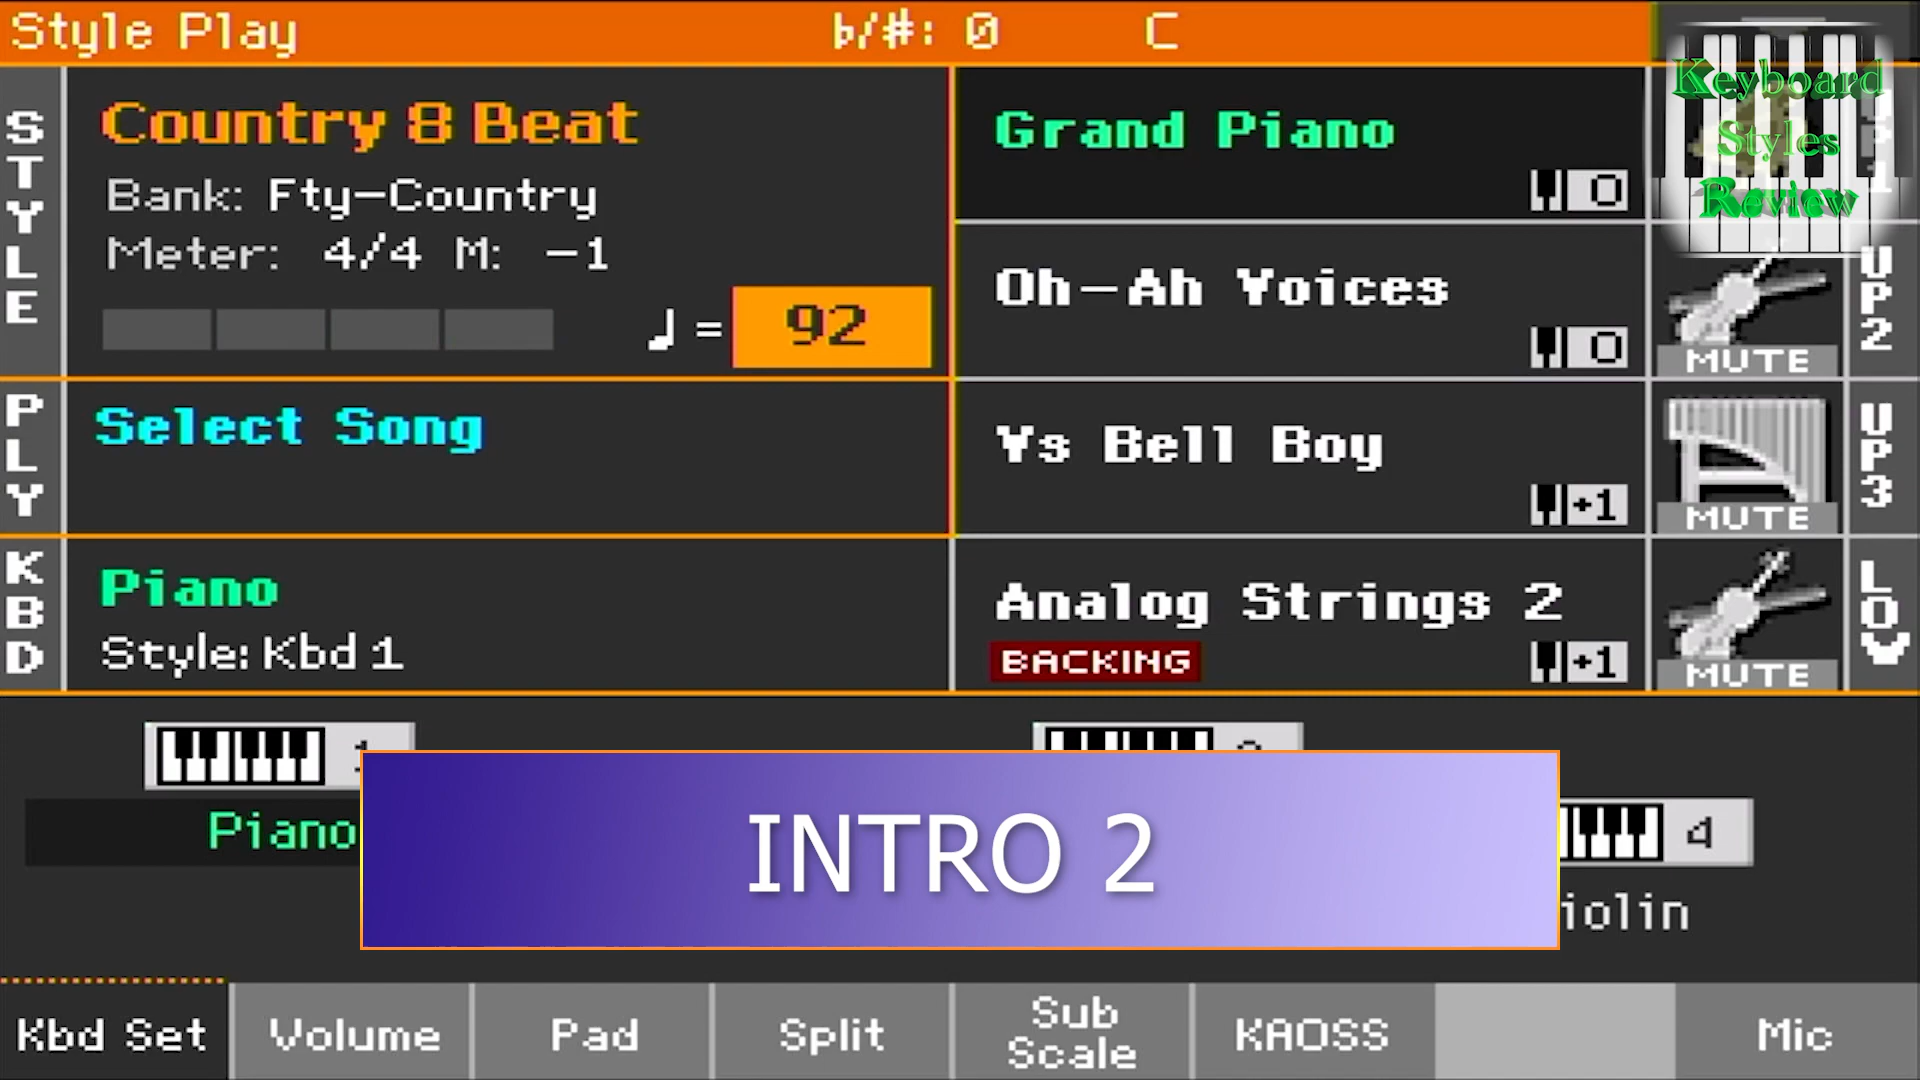 Style Play ♭/#: 0 C
Keyboard
Styles
Review
STYLE
Country 8 Beat
Bank: Fty-Country
Meter: 4/4 M: -1
♩ = 92
Grand Piano
0
Oh-Ah Voices
0
MUTE
UP2
PLY
Select Song
Vs Bell Boy
+1
MUTE
UP3
KBD
Piano
Style: Kbd 1
Analog Strings 2
BACKING
+1
MUTE
LOW
1
Piano
4
iolin
INTRO 2
Kbd Set
Volume
Pad
Split
Sub
Scale
KAOSS
Mic